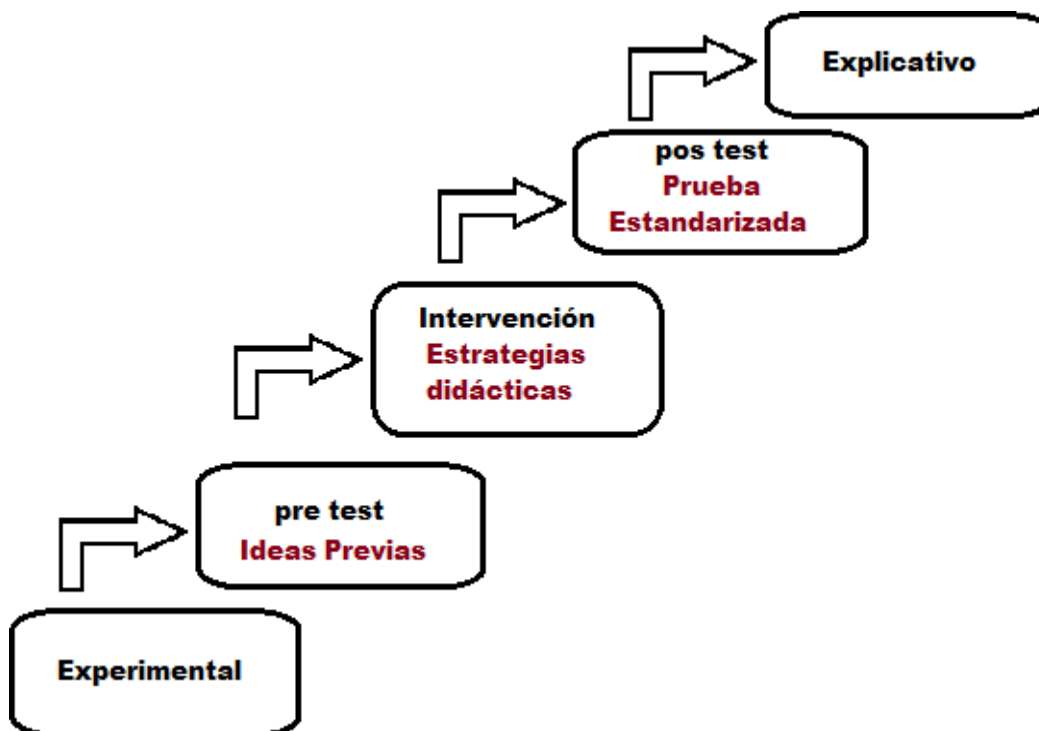 Explicativo
pos test
Prueba
Estandarizada
Intervención
Estrategias
didácticas
pre test
Ideas Previas
Experimental